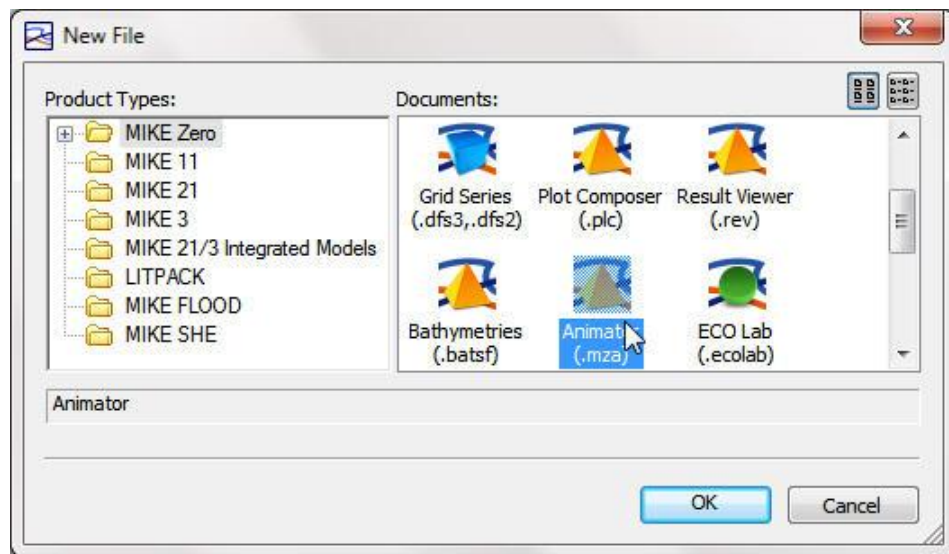 New File
Product Types:
MIKE Zero
MIKE 11
MIKE 21
MIKE 3
MIKE 21/3 Integrated Models
LITPACK
MIKE FLOOD
MIKE SHE
Documents:
Grid Series
(.dfs3,.dfs2)
Plot Composer
(.plc)
Result Viewer
(.rev)
Bathymetries
(.batsf)
Animator
(.mza)
ECO Lab
(.ecolab)
Animator
OK
Cancel